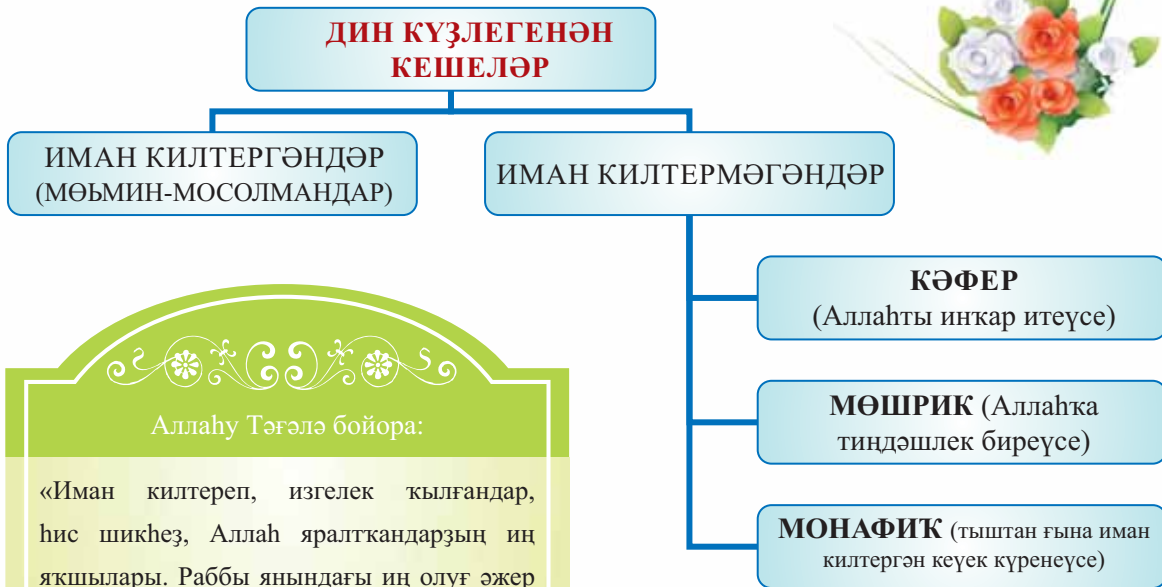 ДИН КҮҘЛЕГЕНӘН
КЕШЕЛӘР
ИМАН КИЛТЕРГӘНДӘР
(МӨЬМИН-МОСОЛМАНДАР)
ИМАН КИЛТЕРМӘГӘНДӘР
КӘФЕР
(Аллаһты инҡар итеүсе)
МӨШРИК (Аллаһҡа
тиңдәшлек биреүсе)
МОНАФИҠ (тыштан ғына иман
килтергән кеүек күренеүсе)
Аллаһу Тәғәлә бойора:
«Иман килтереп, изгелек ҡылғандар,
һис шикһеҙ, Аллаһ яралтҡандарҙың иң
яҡшылары. Раббы янындағы иң олуғ әжер